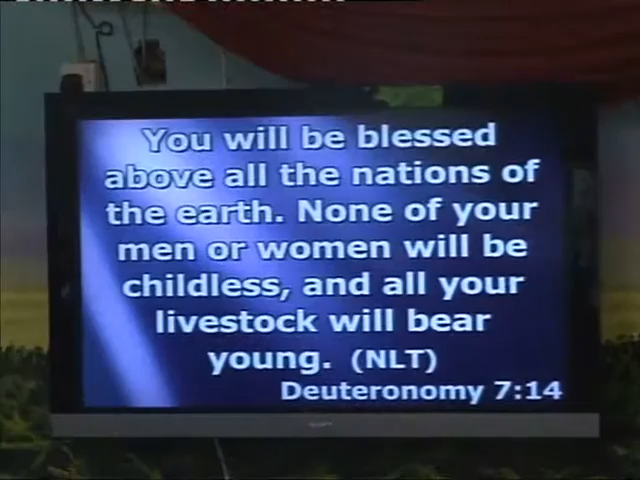 You will be blessed
above all the nations of
the earth. None of your
men or women will be
childless, and all your
livestock will bear
young. (NLT)
Deuteronomy 7:14